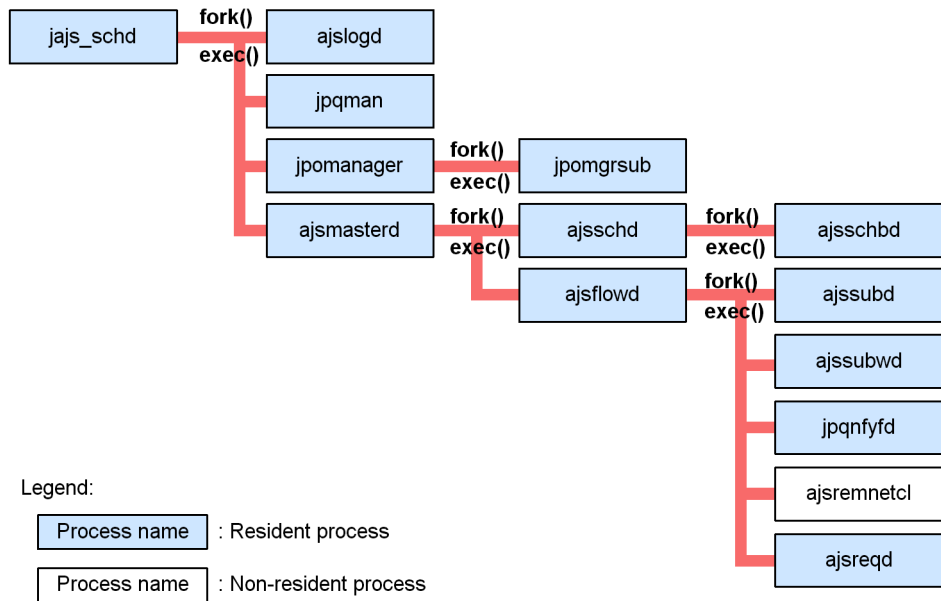 jajs_schd
fork()
exec()
ajslogd
jpqman
jpomanager
fork()
exec()
jpomgrsub
ajsmasterd
fork()
exec()
ajsschd
fork()
exec()
ajsschbd
ajsflowd
fork()
exec()
ajssubd
ajssubwd
jpqnfyfd
ajsremnetcl
ajsreqd
Legend:
Process name : Resident process
Process name : Non-resident process